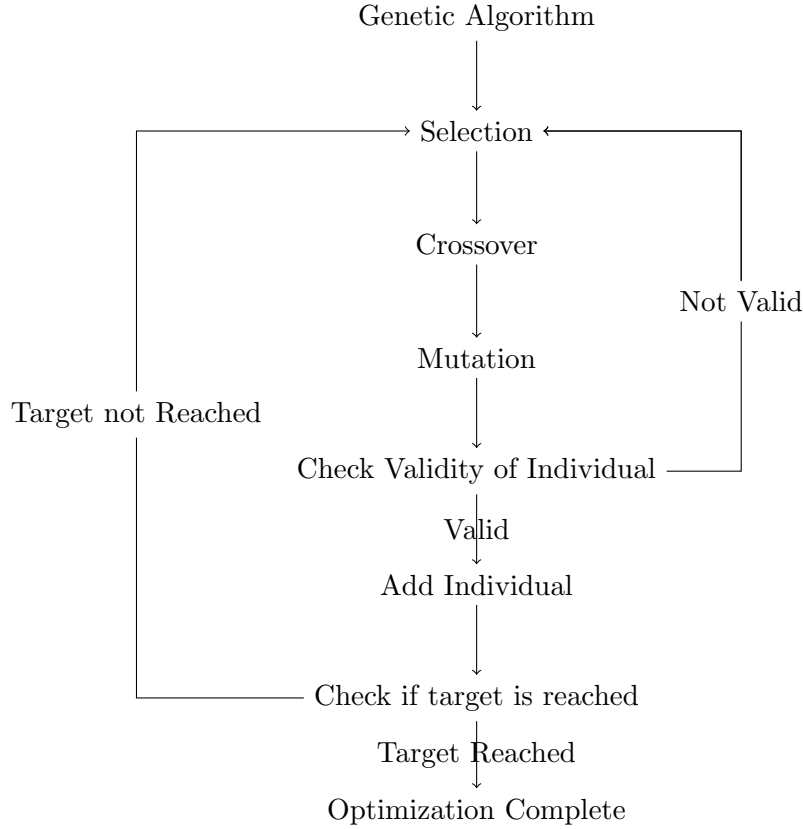 Genetic Algorithm
Selection
Crossover
Not Valid
Mutation
Target not Reached
Check Validity of Individual
Valid
Add Individual
Check if target is reached
Target Reached
Optimization Complete